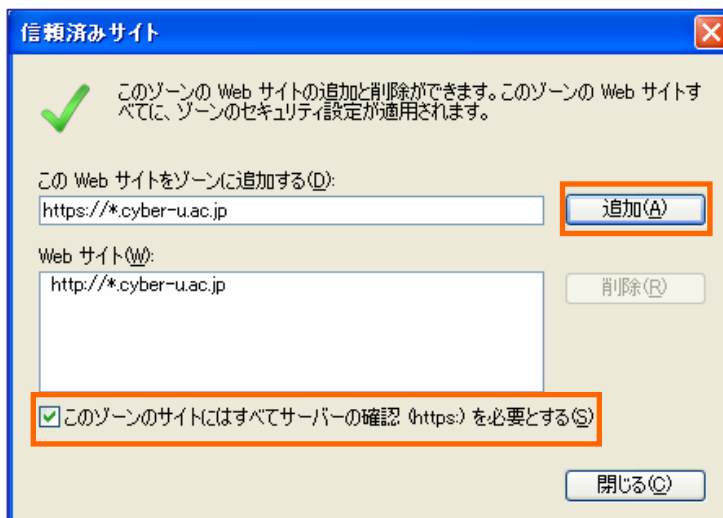 信頼済みサイト
このゾーンの Web サイトの追加と削除ができます。このゾーンの Web サイトす
べてに、ゾーンのセキュリティ設定が適用されます。
この Web サイトをゾーンに追加する(D):
https://*.cyber-u.ac.jp
追加(A)
Web サイト(W):
http://*.cyber-u.ac.jp
削除(R)
このゾーンのサイトにはすべてサーバーの確認 (https:) を必要とする(S)
閉じる(C)